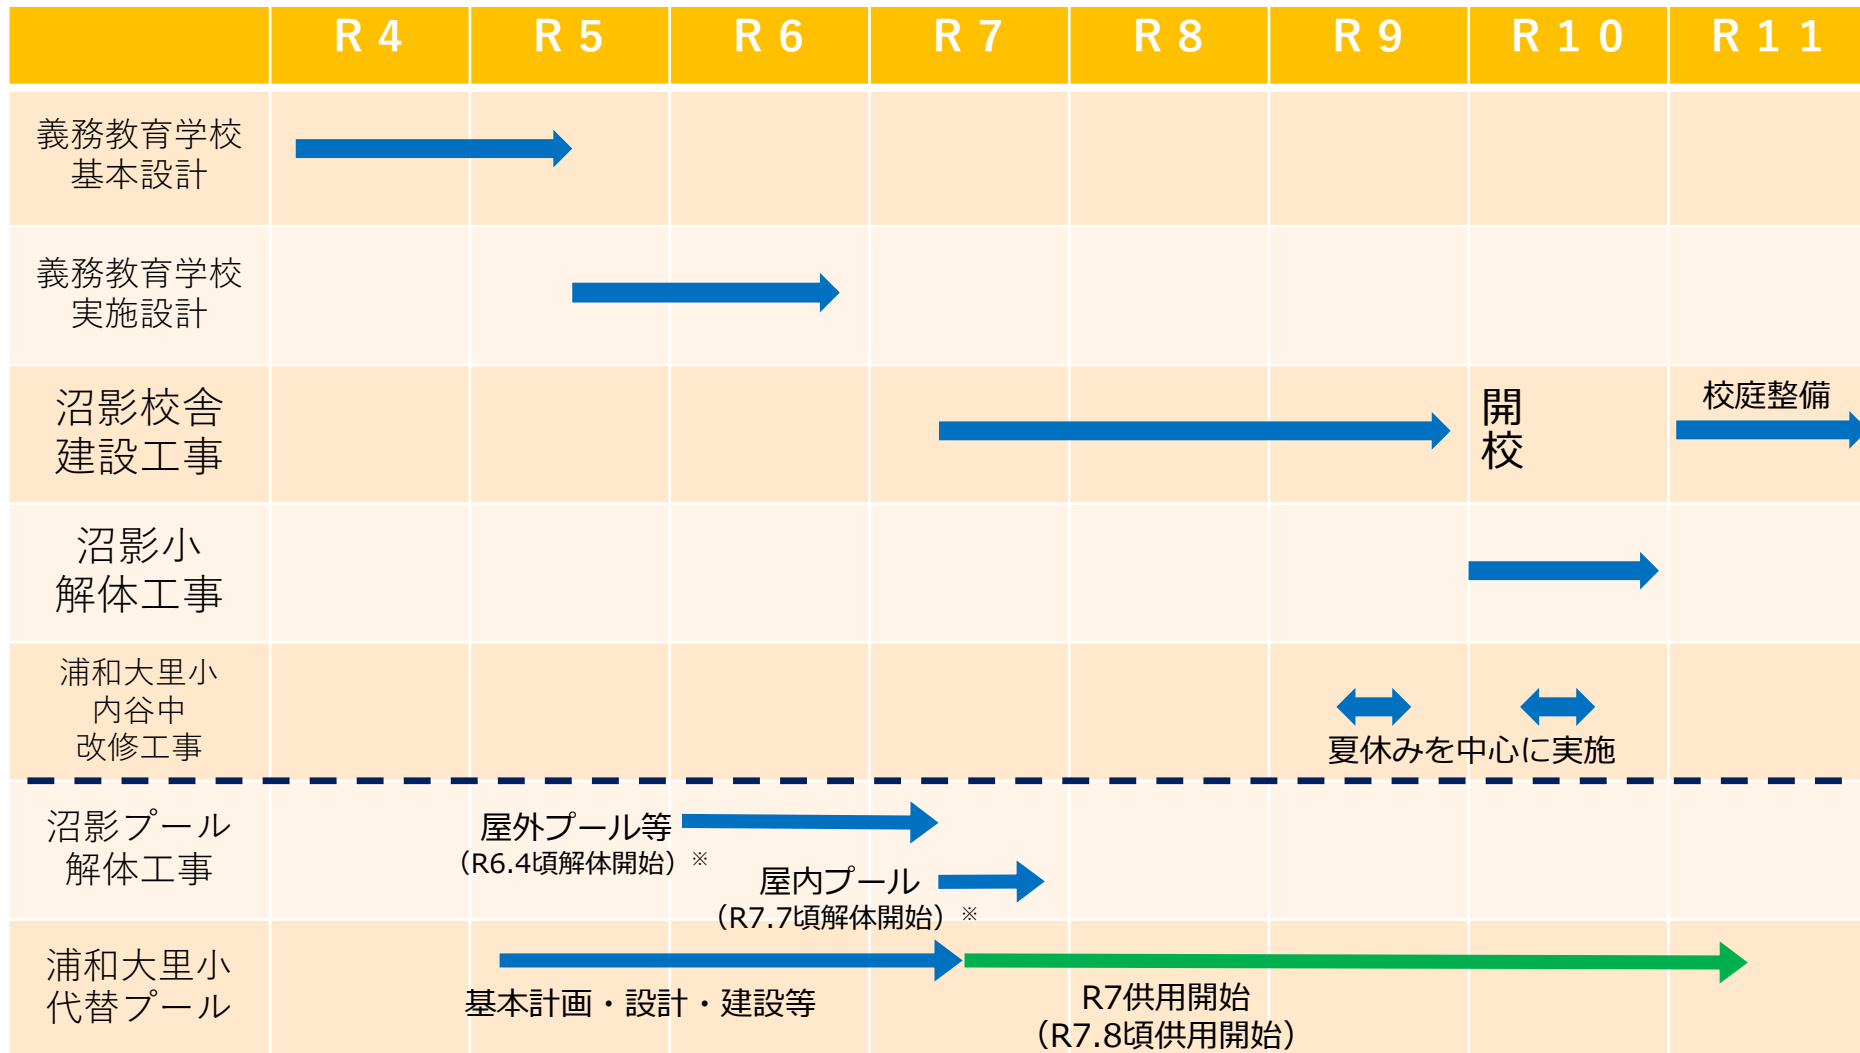 R4 R5 R6 R7 R8 R9 R10 R11
義務教育学校
基本設計
義務教育学校
実施設計
沼影校舎
建設工事
開
校
校庭整備
沼影小
解体工事
浦和大里小
内谷中
改修工事
夏休みを中心に実施
沼影プール
解体工事
屋外プール等
（R6.4頃解体開始）※
屋内プール
（R7.7頃解体開始）※
浦和大里小
代替プール
基本計画・設計・建設等
R7供用開始
（R7.8頃供用開始）